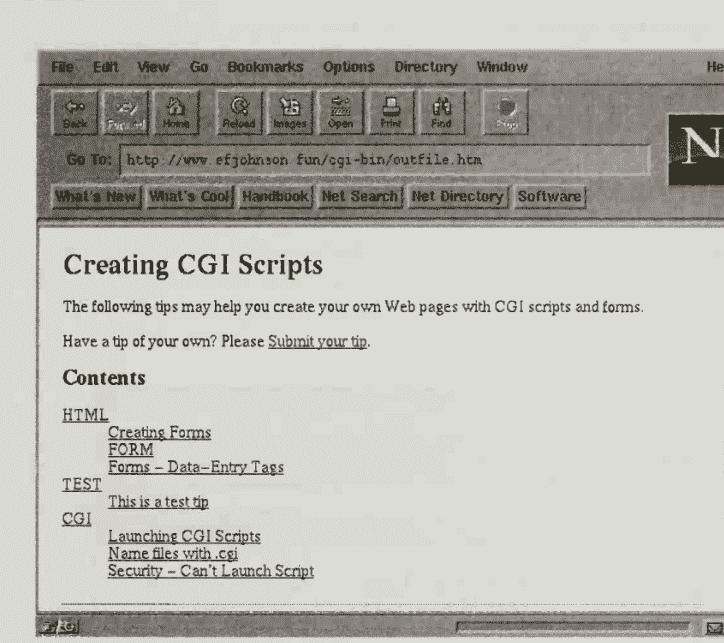 File Edit View Go Bookmarks Options Directory Window He
Back Forward Home Reload Images Open Print Find Stop
Go To: http://www.efjohnson.fun/cgi-bin/outfile.htm
N
What's New What's Cool Handbook Net Search Net Directory Software
Creating CGI Scripts
The following tips may help you create your own Web pages with CGI scripts and forms.
Have a tip of your own? Please Submit your tip.
Contents
HTML
Creating Forms
FORM
Forms – Data–Entry Tags
TEST
This is a test tip
CGI
Launching CGI Scripts
Name files with .cgi
Security – Can't Launch Script